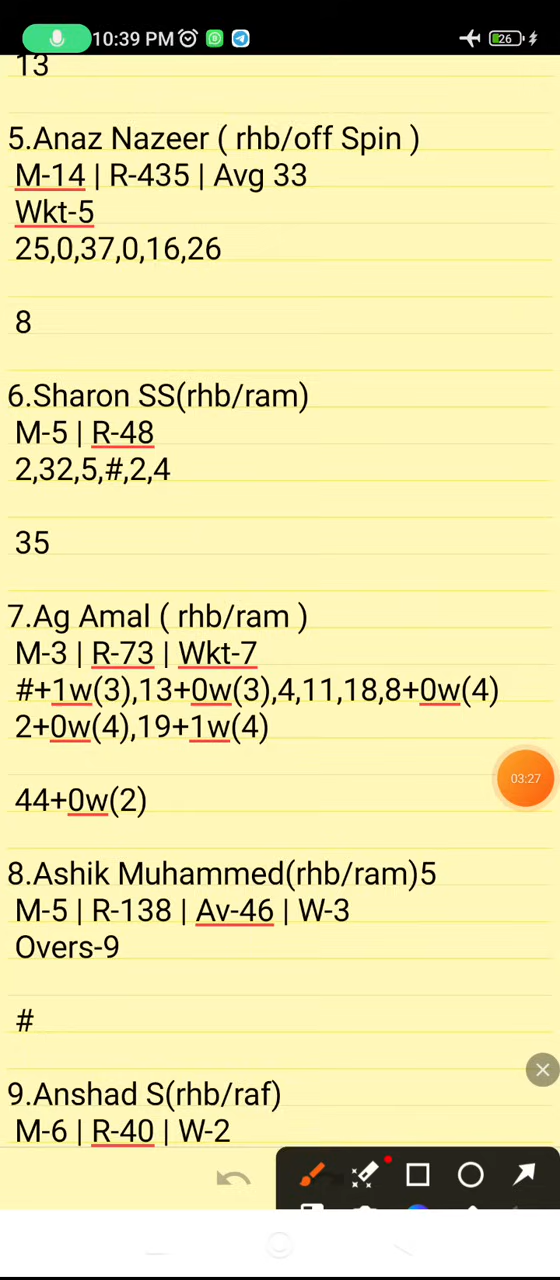 10:39 PM
26
13
5.Anaz Nazeer ( rhb/off Spin )
M-14 | R-435 | Avg 33
Wkt-5
25,0,37,0,16,26
8
6.Sharon SS(rhb/ram)
M-5 | R-48
2,32,5,#,2,4
35
7.Ag Amal ( rhb/ram )
M-3 | R-73 | Wkt-7
#+1w(3),13+0w(3),4,11,18,8+0w(4)
2+0w(4),19+1w(4)
03:27
44+0w(2)
8.Ashik Muhammed(rhb/ram)5
M-5 | R-138 | Av-46 | W-3
Overs-9
#
9.Anshad S(rhb/raf)
M-6 | R-40 | W-2